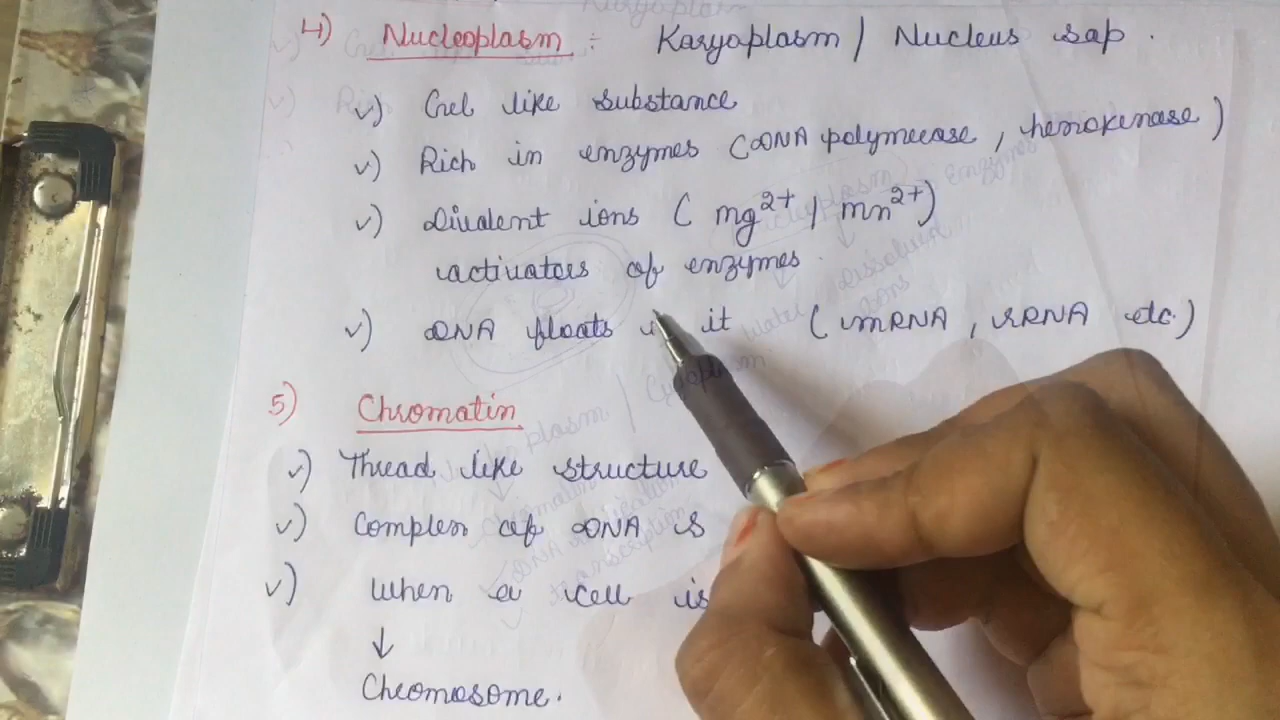 4) Nucleoplasm : Karyoplasm / Nucleus sap .
v) Gel like substance
v) Rich in enzymes (DNA polymerase , hemokenase )
v) Divalent ions ( mg2+ / mn2+)
activators of enzymes .
v) DNA floats in it ( mRNA , rRNA etc.)
5) Chromatin
v) Thread like structure
v) Complex of DNA &
v) When a cell is
↓
Chromosome.